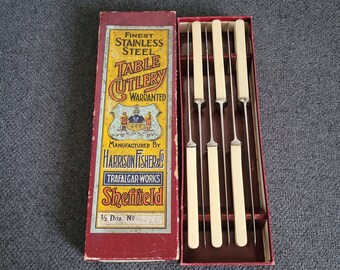 FINEST
STAINLESS
STEEL
TABLE
CUTLERY
WARRANTED
MANUFACTURED BY
HARRISON FISHER & Co
TRAFALGAR WORKS
Sheffield
½ Doz. No